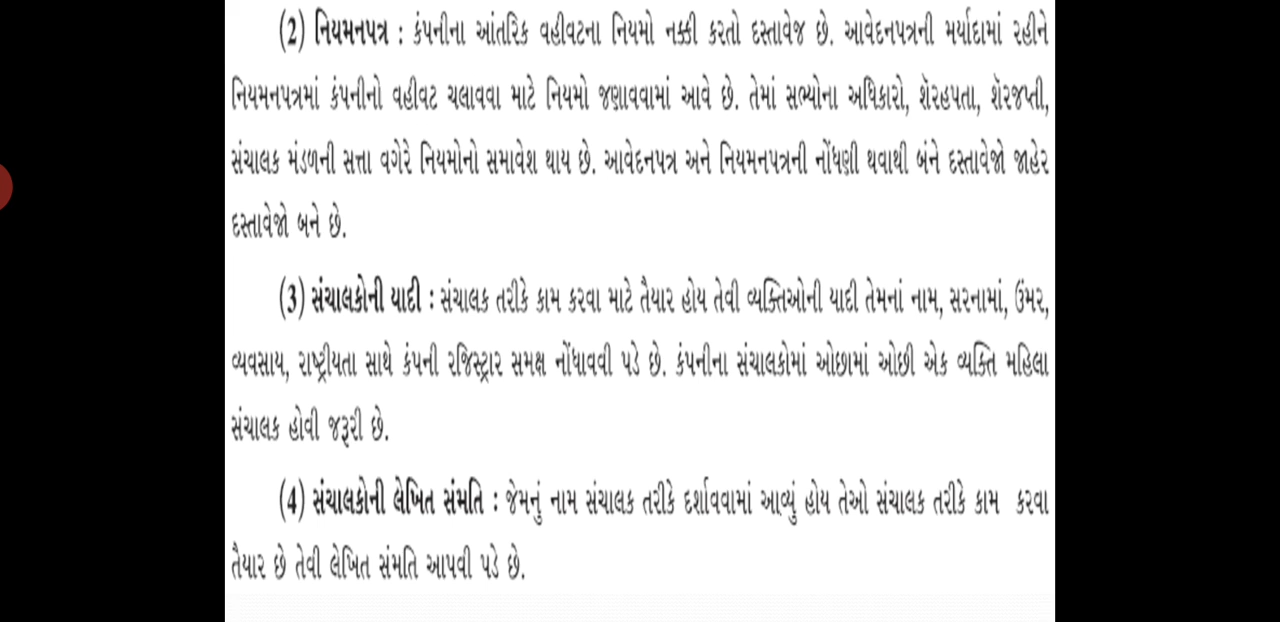 (2) નિયમનપત્ર : કંપનીના આંતરિક વહીવટના નિયમો નક્કી કરતો દસ્તાવેજ છે. આવેદનપત્રની મર્યાદામાં રહીને
નિયમનપત્રમાં કંપનીનો વહીવટ ચલાવવા માટે નિયમો જણાવવામાં આવે છે. તેમાં સભ્યોના અધિકારો, શૅરહપતા, શૅરજપ્તી,
સંચાલક મંડળની સત્તા વગેરે નિયમોનો સમાવેશ થાય છે. આવેદનપત્ર અને નિયમનપત્રની નોંધણી થવાથી બંને દસ્તાવેજો જાહેર
દસ્તાવેજો બને છે.
(3) સંચાલકોની યાદી : સંચાલક તરીકે કામ કરવા માટે તૈયાર હોય તેવી વ્યક્તિઓની યાદી તેમનાં નામ, સરનામાં, ઉંમર,
વ્યવસાય, રાષ્ટ્રીયતા સાથે કંપની રજિસ્ટ્રાર સમક્ષ નોંધાવવી પડે છે. કંપનીના સંચાલકોમાં ઓછામાં ઓછી એક વ્યક્તિ મહિલા
સંચાલક હોવી જરૂરી છે.
(4) સંચાલકોની લેખિત સંમતિ : જેમનું નામ સંચાલક તરીકે દર્શાવવામાં આવ્યું હોય તેઓ સંચાલક તરીકે કામ કરવા
તૈયાર છે તેવી લેખિત સંમતિ આપવી પડે છે.